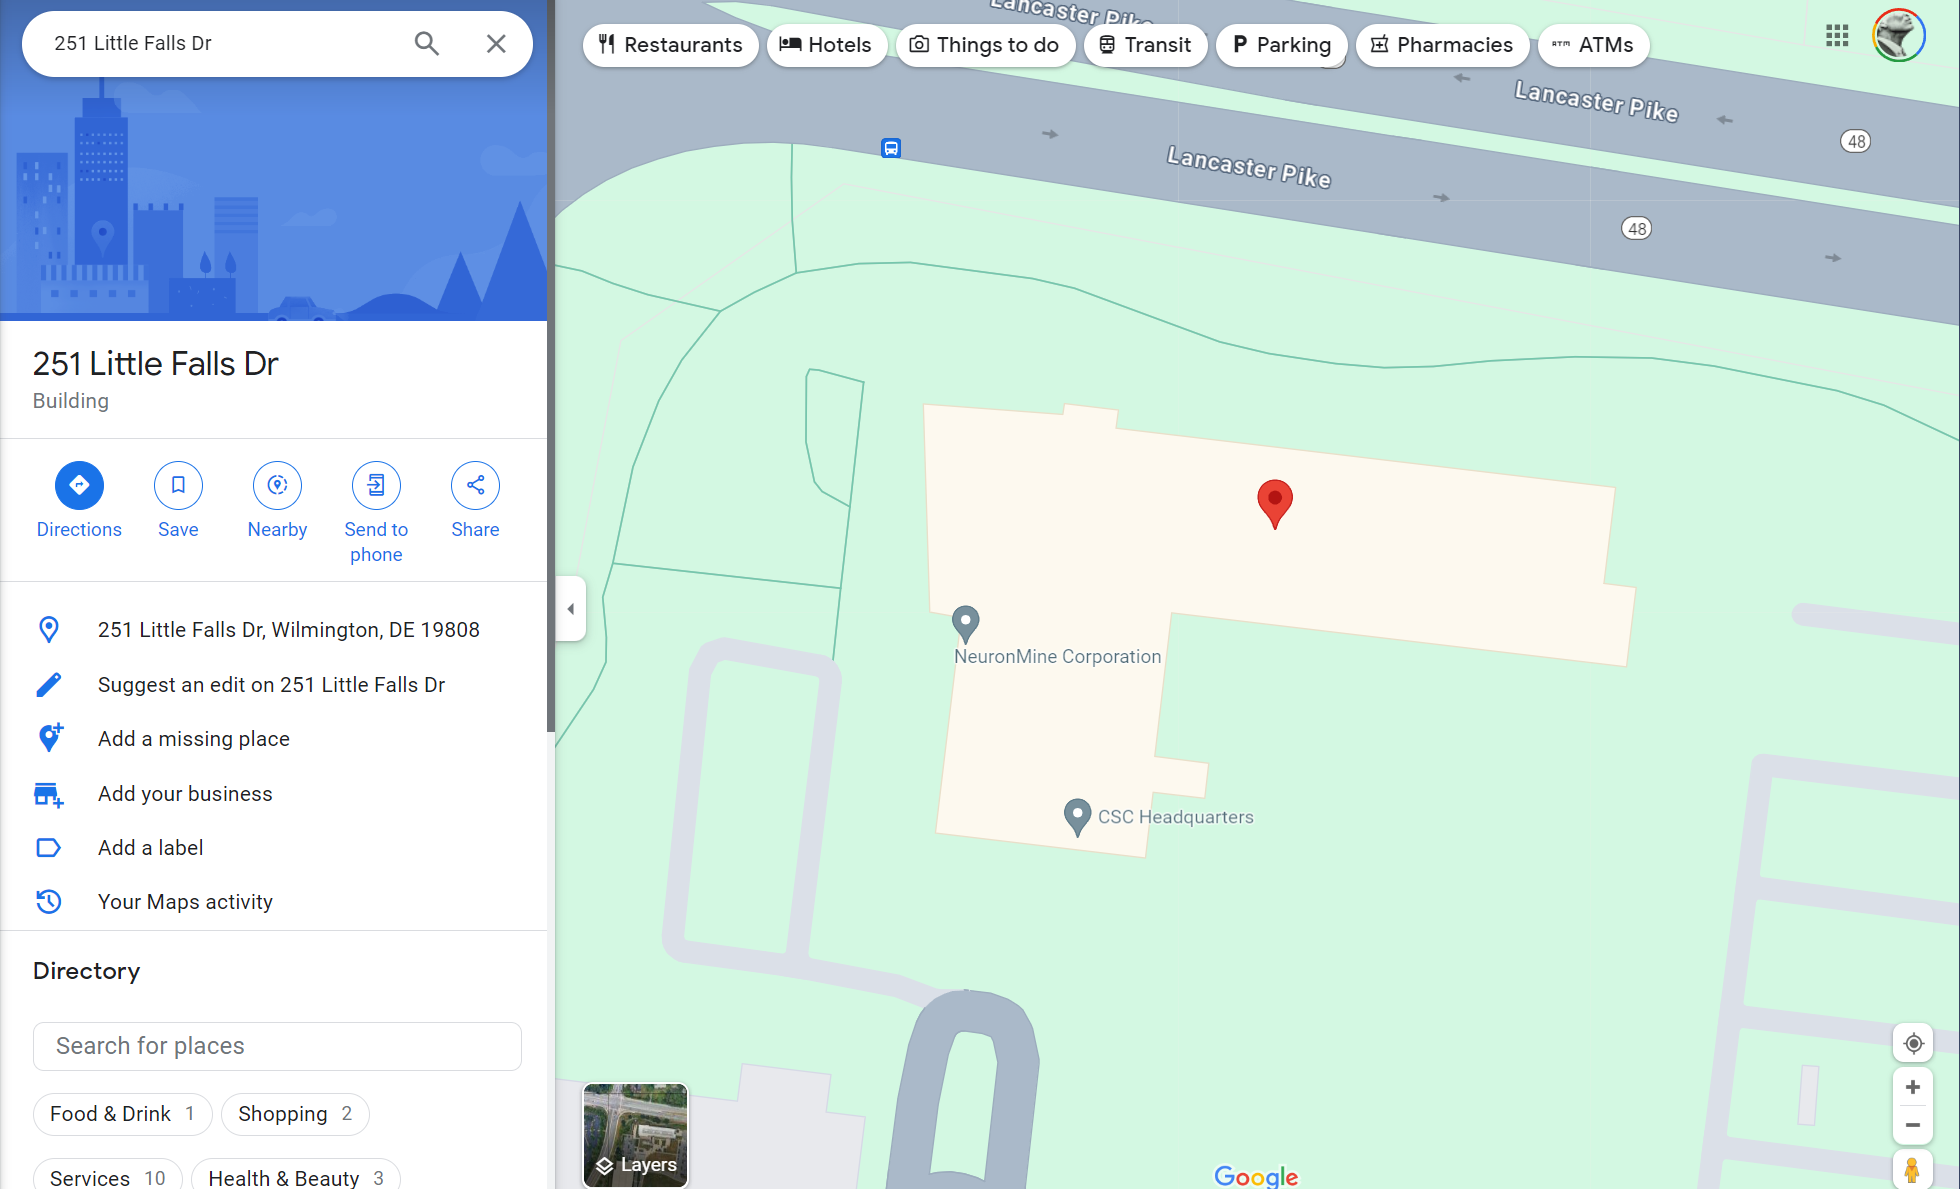 251 Little Falls Dr
251 Little Falls Dr
Building
Directions
Save
Nearby
Send to
phone
Share
251 Little Falls Dr, Wilmington, DE 19808
Suggest an edit on 251 Little Falls Dr
Add a missing place
Add your business
Add a label
Your Maps activity
Directory
Search for places
Food & Drink 1
Shopping 2
Services 10
Health & Beauty 3
Restaurants
Hotels
Things to do
Transit
P Parking
Pharmacies
ATM ATMs
Lancaster Pike
Lancaster Pike
48
Lancaster Pike
48
NeuronMine Corporation
CSC Headquarters
Layers
Google